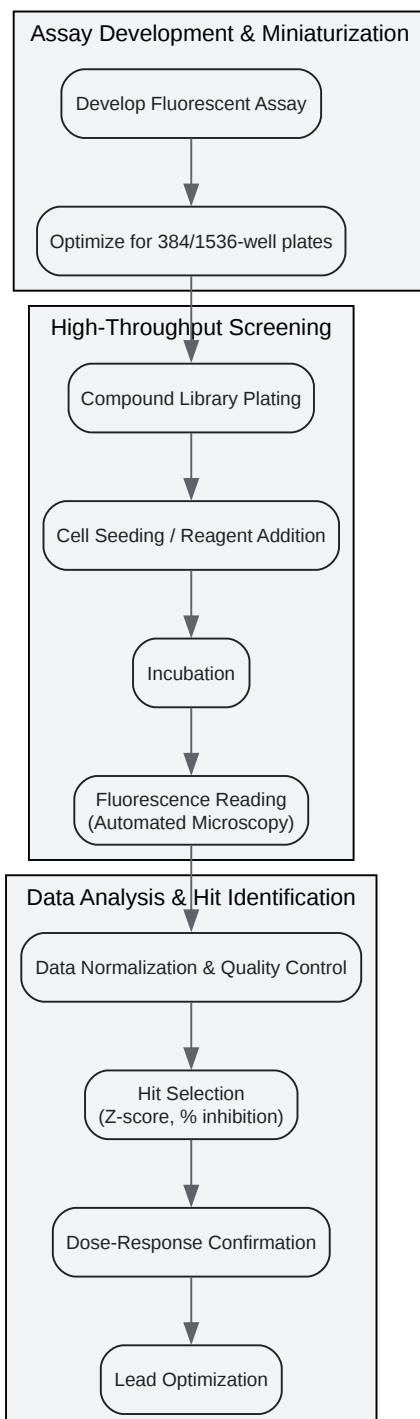 Assay Development & Miniaturization
Develop Fluorescent Assay
Optimize for 384/1536-well plates
High-Throughput Screening
Compound Library Plating
Cell Seeding / Reagent Addition
Incubation
Fluorescence Reading
(Automated Microscopy)
Data Analysis & Hit Identification
Data Normalization & Quality Control
Hit Selection
(Z-score, % inhibition)
Dose-Response Confirmation
Lead Optimization